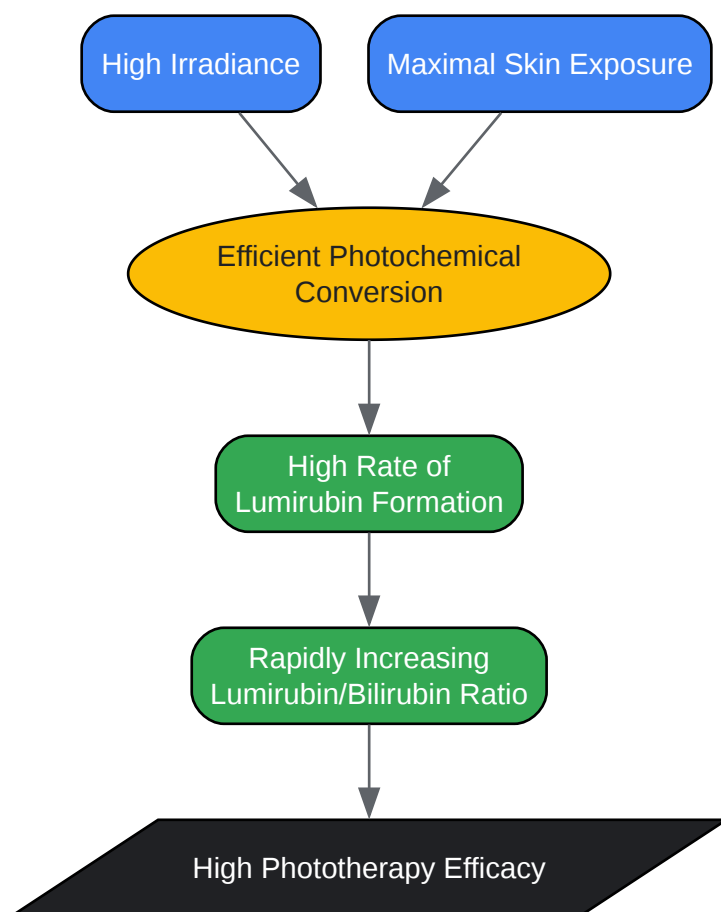 High Irradiance
Maximal Skin Exposure
Efficient Photochemical
Conversion
High Rate of
Lumirubin Formation
Rapidly Increasing
Lumirubin/Bilirubin Ratio
High Phototherapy Efficacy